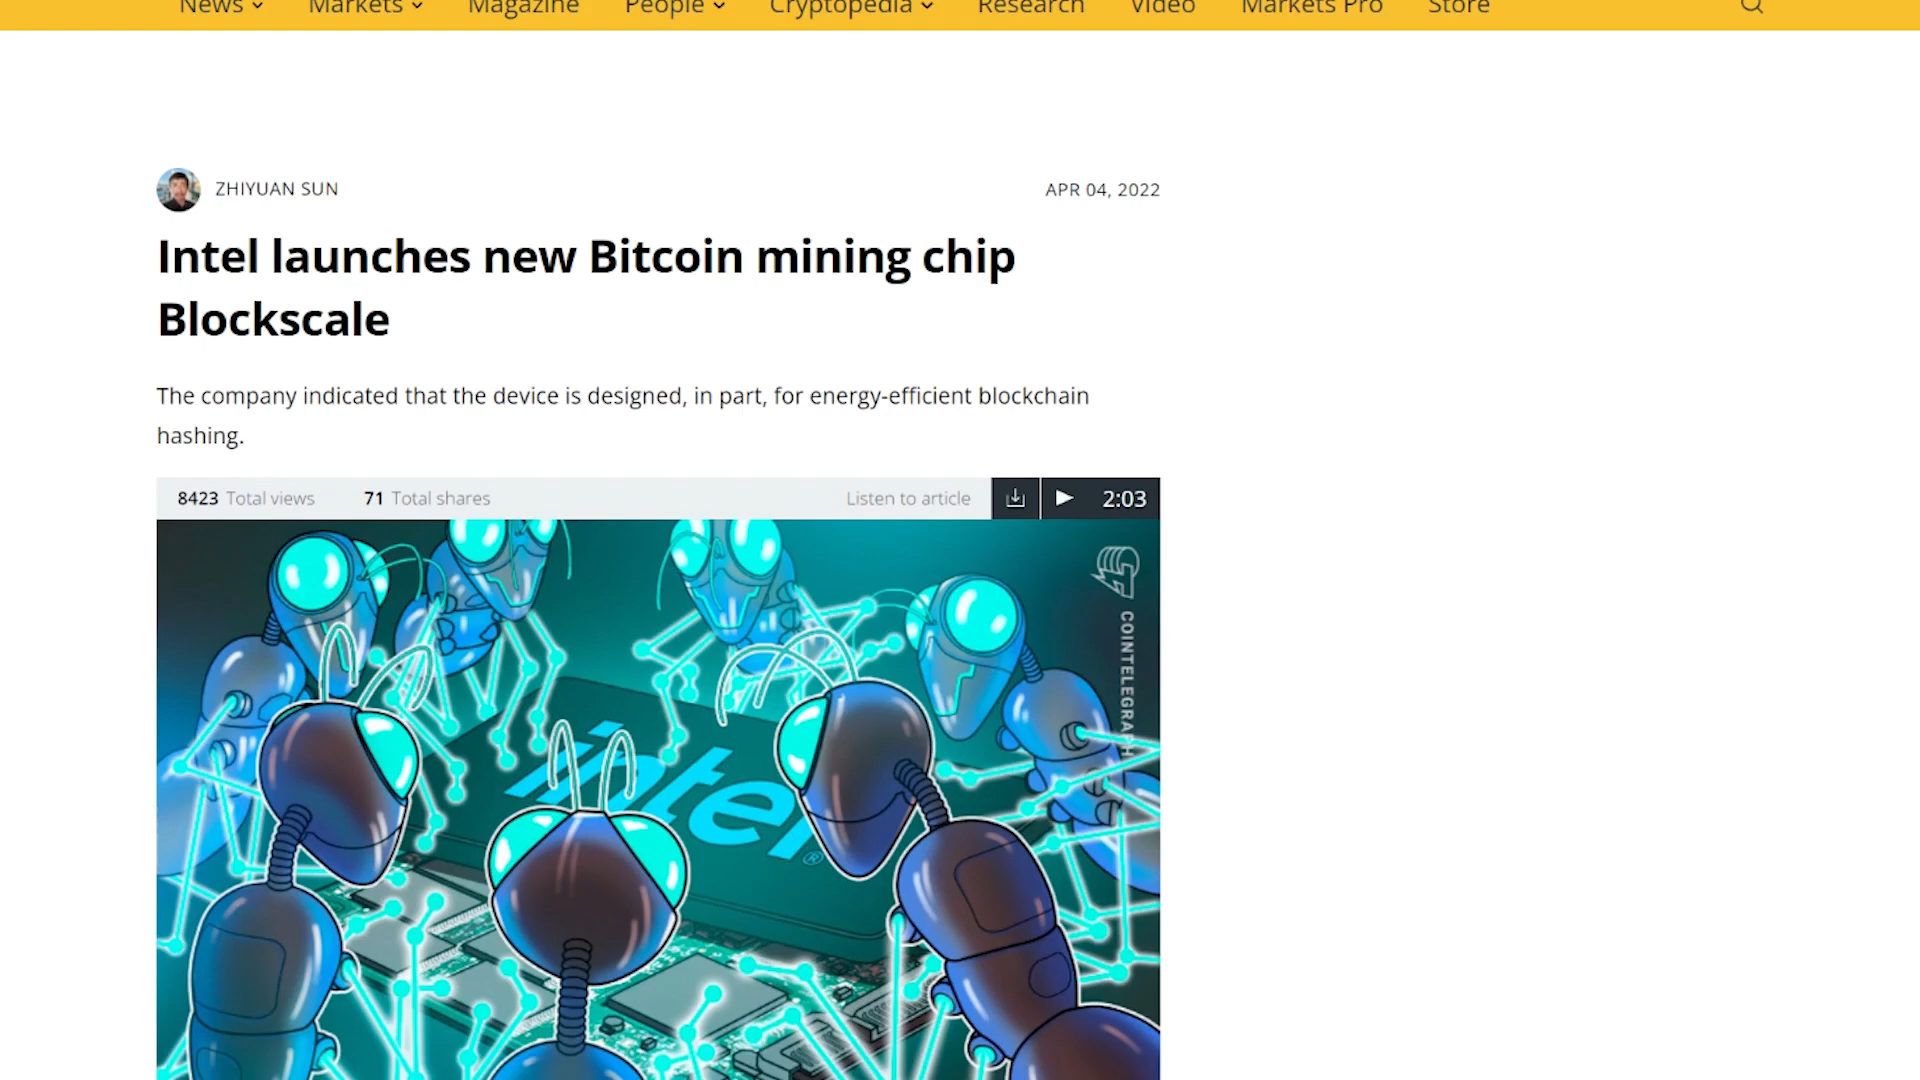 News Markets Magazine People Cryptopedia Research Video Markets Pro Store
ZHIYUAN SUN
APR 04, 2022
Intel launches new Bitcoin mining chip
Blockscale
The company indicated that the device is designed, in part, for energy-efficient blockchain
hashing.
8423 Total views 71 Total shares Listen to article 2:03
COINTELEGRAPH
intel®